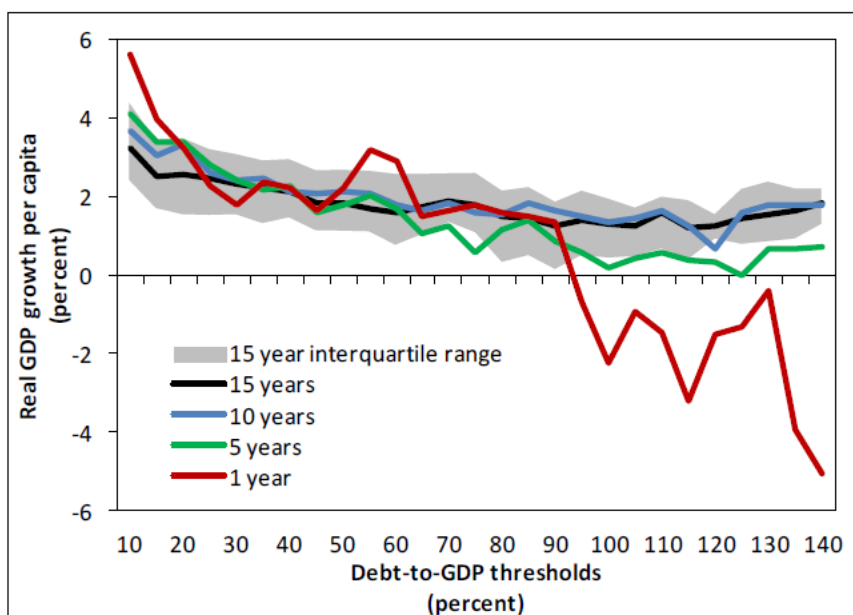 Real GDP growth per capita
(percent)
6
4
2
0
-2
-4
-6
15 year interquartile range
15 years
10 years
5 years
1 year
10 20 30 40 50 60 70 80 90 100 110 120 130 140
Debt-to-GDP thresholds
(percent)